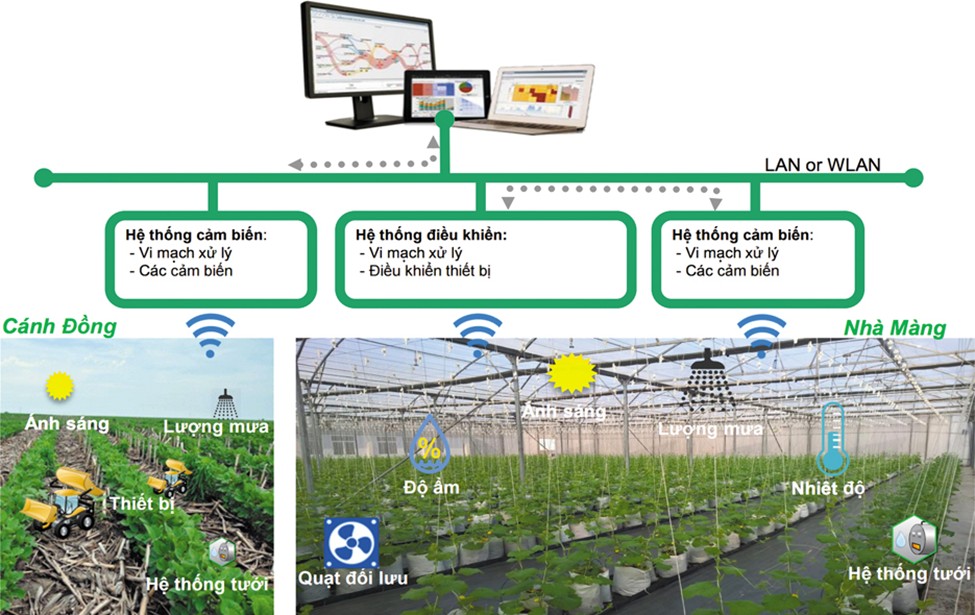 LAN or WLAN
Hệ thống cảm biến:
- Vi mạch xử lý
- Các cảm biến
Hệ thống điều khiển:
- Vi mạch xử lý
- Điều khiển thiết bị
Hệ thống cảm biến:
- Vi mạch xử lý
- Các cảm biến
Cánh Đồng
Nhà Màng
Ánh sáng
Lượng mưa
Thiết bị
Hệ thống tưới
Ánh sáng
Lượng mưa
%
Độ ẩm
Nhiệt độ
Quạt đối lưu
Hệ thống tưới